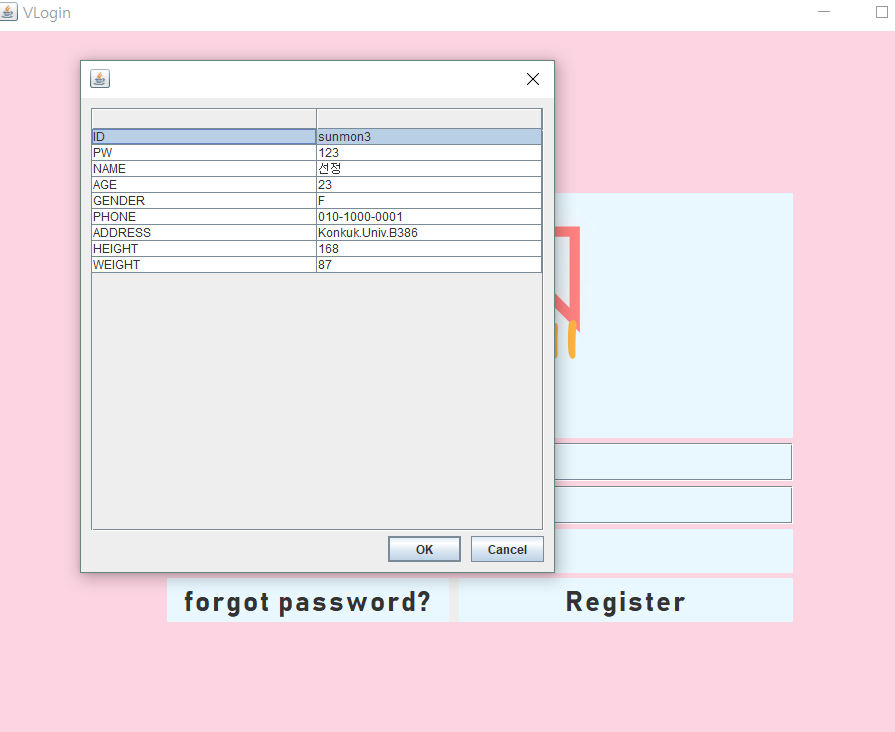 VLogin
ID sunmon3
PW 123
NAME 선정
AGE 23
GENDER F
PHONE 010-1000-0001
ADDRESS Konkuk.Univ.B386
HEIGHT 168
WEIGHT 87
OK Cancel
forgot password? Register